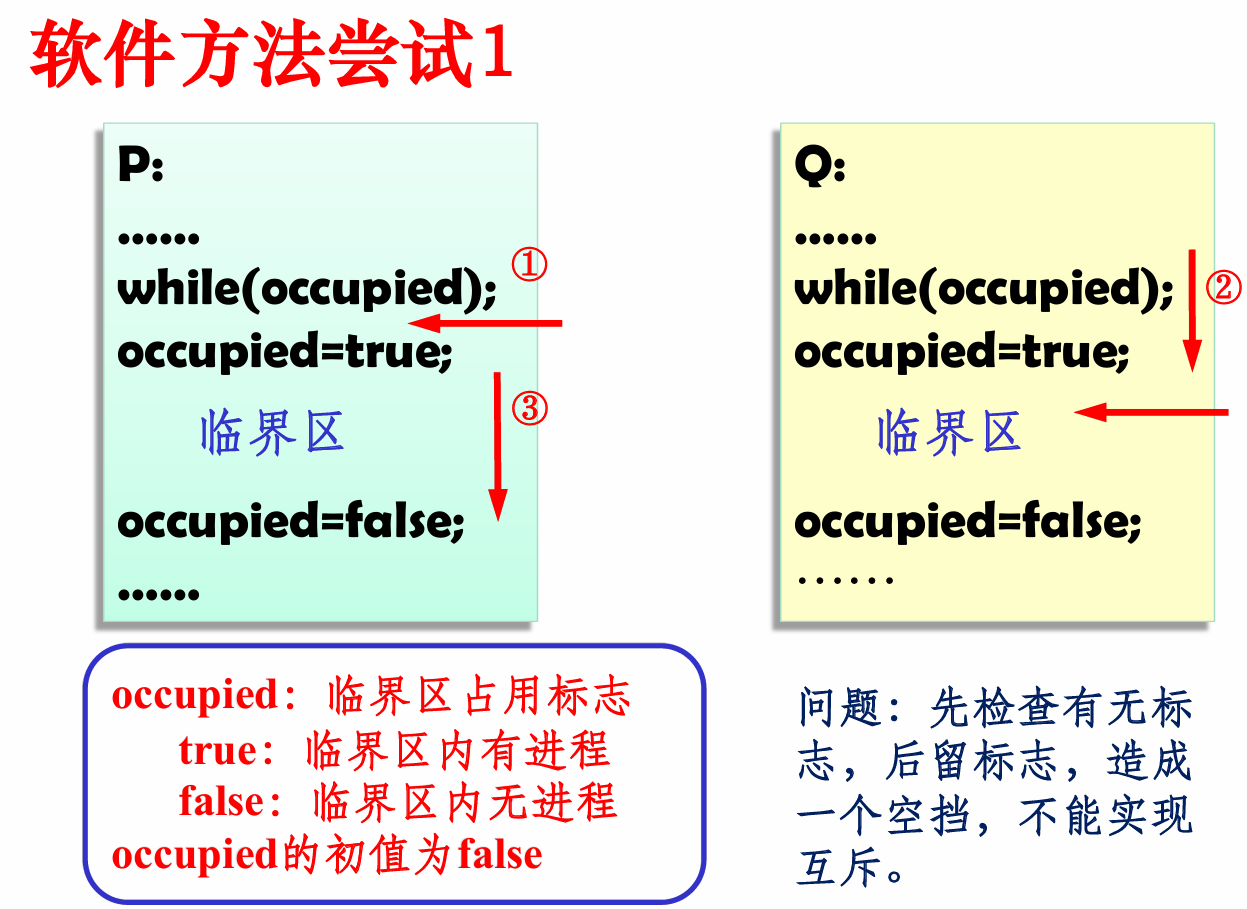 软件方法尝试1
P:
……
while(occupied);
①
occupied=true;
③
临界区
occupied=false;
……
Q:
……
while(occupied);
②
occupied=true;
临界区
occupied=false;
……
occupied：临界区占用标志
true：临界区内有进程
false：临界区内无进程
occupied的初值为false
问题：先检查有无标
志，后留标志，造成
一个空挡，不能实现
互斥。